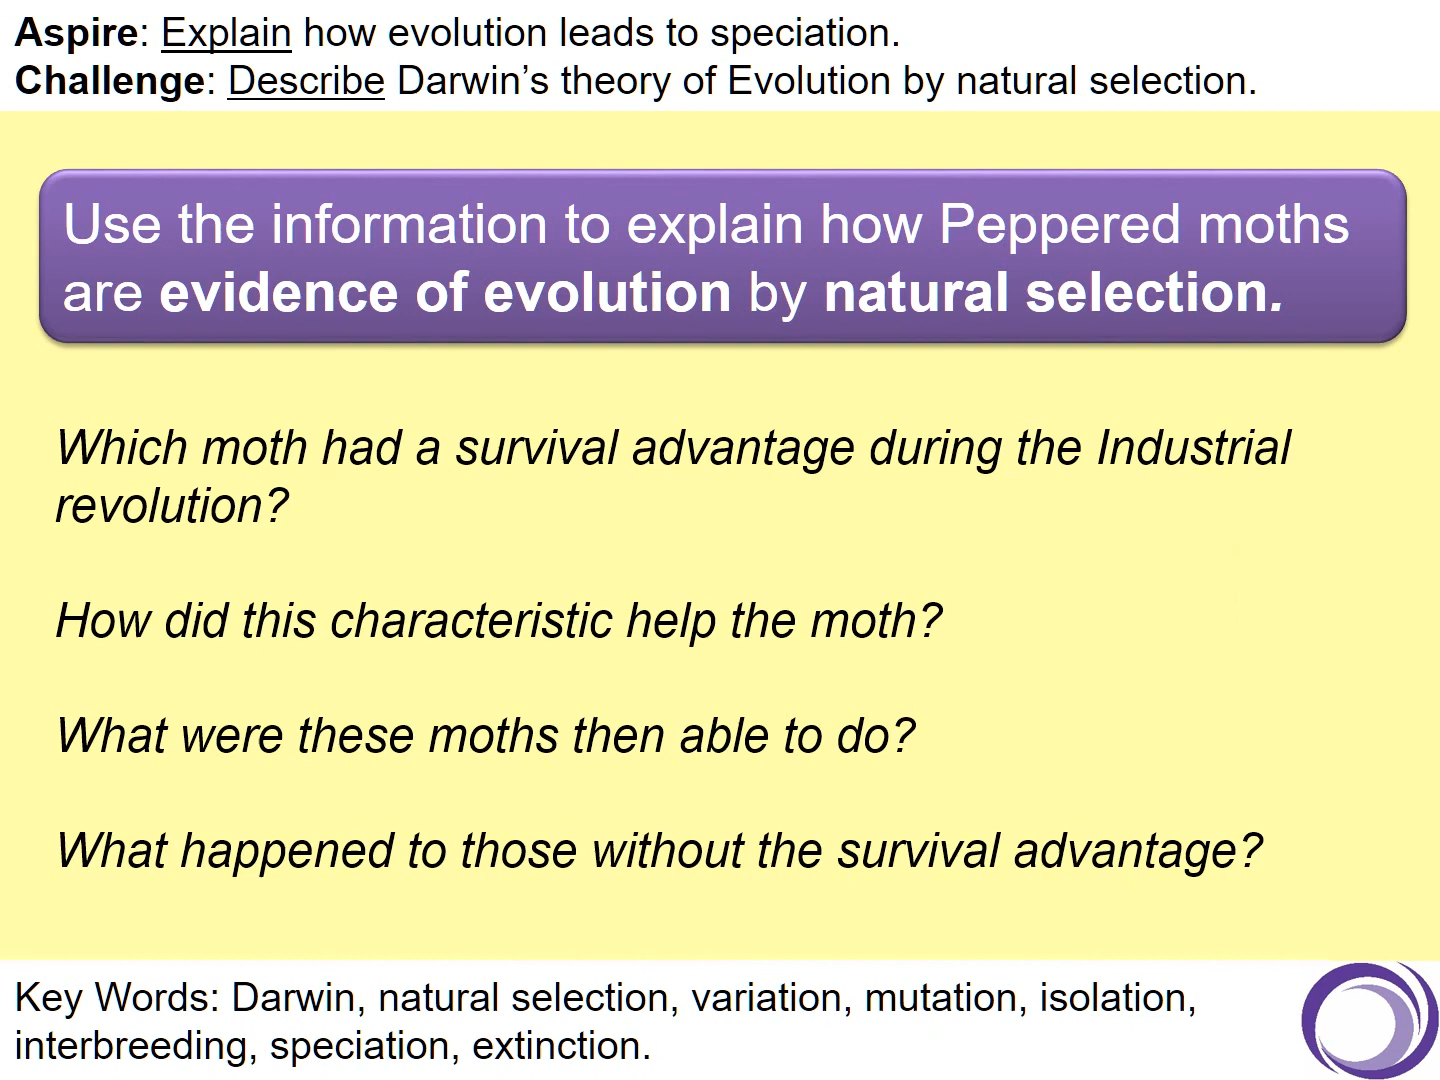 Aspire: Explain how evolution leads to speciation.
Challenge: Describe Darwin’s theory of Evolution by natural selection.
Use the information to explain how Peppered moths
are evidence of evolution by natural selection.
Which moth had a survival advantage during the Industrial
revolution?
How did this characteristic help the moth?
What were these moths then able to do?
What happened to those without the survival advantage?
Key Words: Darwin, natural selection, variation, mutation, isolation,
interbreeding, speciation, extinction.